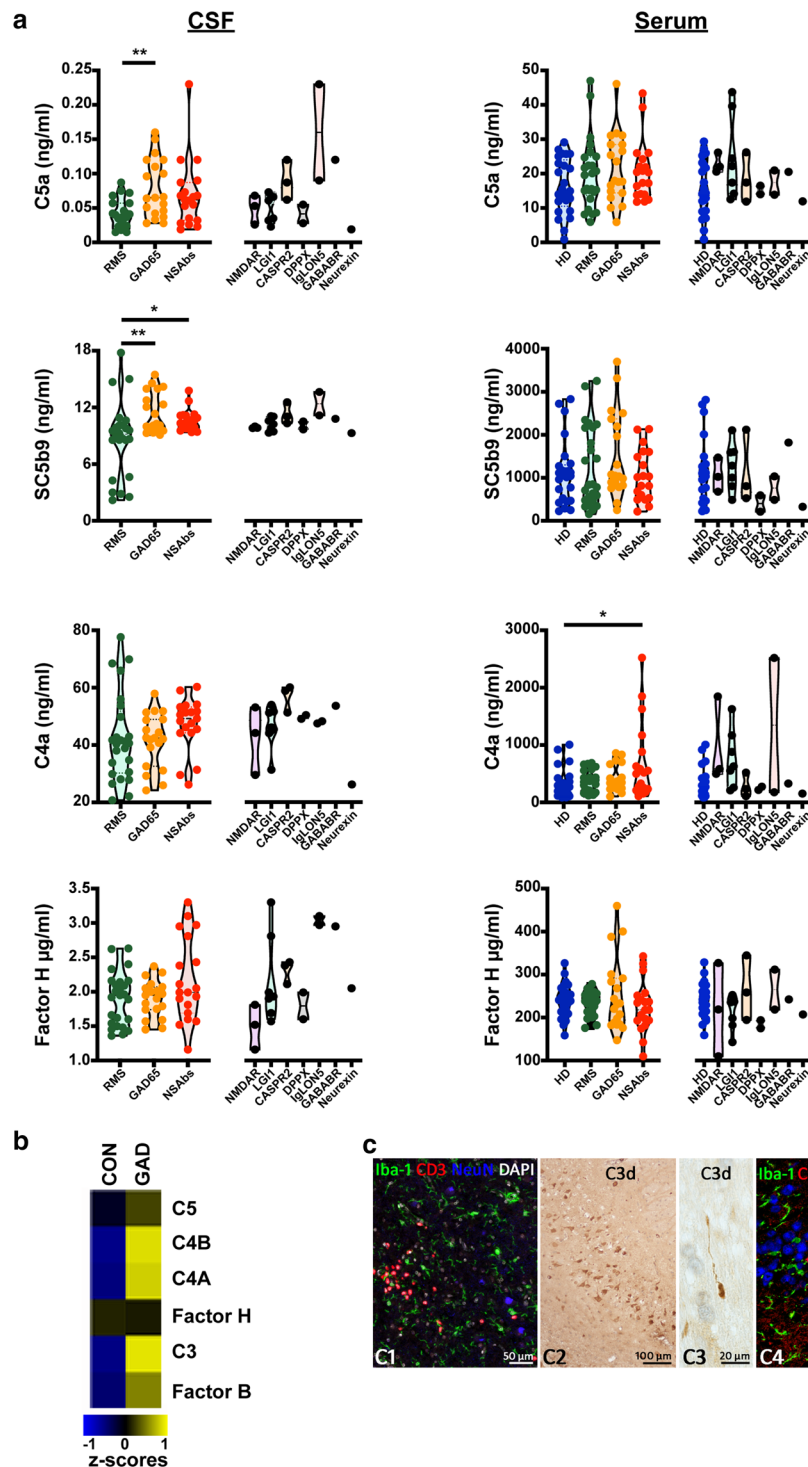 a
CSF
Serum
**
C5a (ng/ml)
0.25
0.20
0.15
0.10
0.05
0
RMS
GAD65
NSAbs
NMDAR
LGI1
CASPR2
DPPX
IgLON5
GABABR
Neurexin
C5a (ng/ml)
50
40
30
20
10
0
HD
RMS
GAD65
NSAbs
HD
NMDAR
LGI1
CASPR2
DPPX
IgLON5
GABABR
Neurexin
*
**
SC5b9 (ng/ml)
18
12
6
0
RMS
GAD65
NSAbs
NMDAR
LGI1
CASPR2
DPPX
IgLON5
GABABR
Neurexin
SC5b9 (ng/ml)
4000
3000
2000
1000
0
HD
RMS
GAD65
NSAbs
HD
NMDAR
LGI1
CASPR2
DPPX
IgLON5
GABABR
Neurexin
C4a (ng/ml)
80
60
40
20
RMS
GAD65
NSAbs
NMDAR
LGI1
CASPR2
DPPX
IgLON5
GABABR
Neurexin
*
C4a (ng/ml)
3000
2000
1000
0
HD
RMS
GAD65
NSAbs
HD
NMDAR
LGI1
CASPR2
DPPX
IgLON5
GABABR
Neurexin
Factor H µg/ml)
3.5
3.0
2.5
2.0
1.5
1.0
RMS
GAD65
NSAbs
NMDAR
LGI1
CASPR2
DPPX
IgLON5
GABABR
Neurexin
Factor H µg/ml)
500
400
300
200
100
HD
RMS
GAD65
NSAbs
HD
NMDAR
LGI1
CASPR2
DPPX
IgLON5
GABABR
Neurexin
b
CON
GAD
C5
C4B
C4A
Factor H
C3
Factor B
-1 0 1
z-scores
c
Iba-1 CD3 NeuN DAPI
C1
50 µm
C3d
C2
100 µm
C3d
C3
20 µm
Iba-1 C
C4